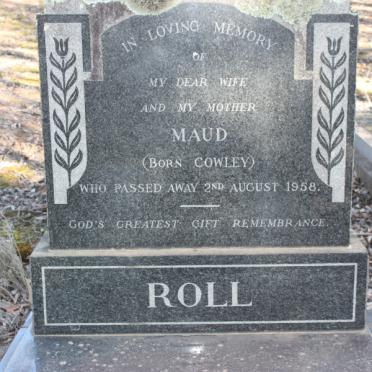 IN LOVING MEMORY
OF
MY DEAR WIFE
AND MY MOTHER
MAUD
(BORN COWLEY)
WHO PASSED AWAY 2ND AUGUST 1958.
GOD'S GREATEST GIFT REMEMBRANCE.
ROLL